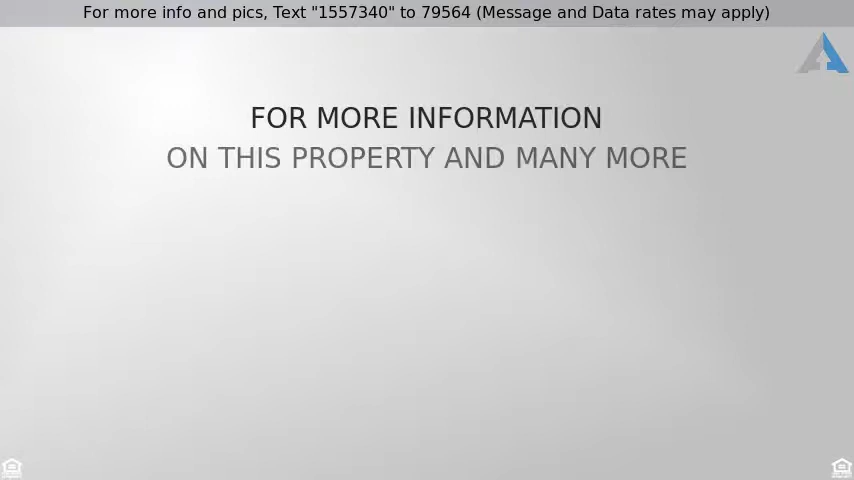 For more info and pics, Text "1557340" to 79564 (Message and Data rates may apply)
FOR MORE INFORMATION
ON THIS PROPERTY AND MANY MORE